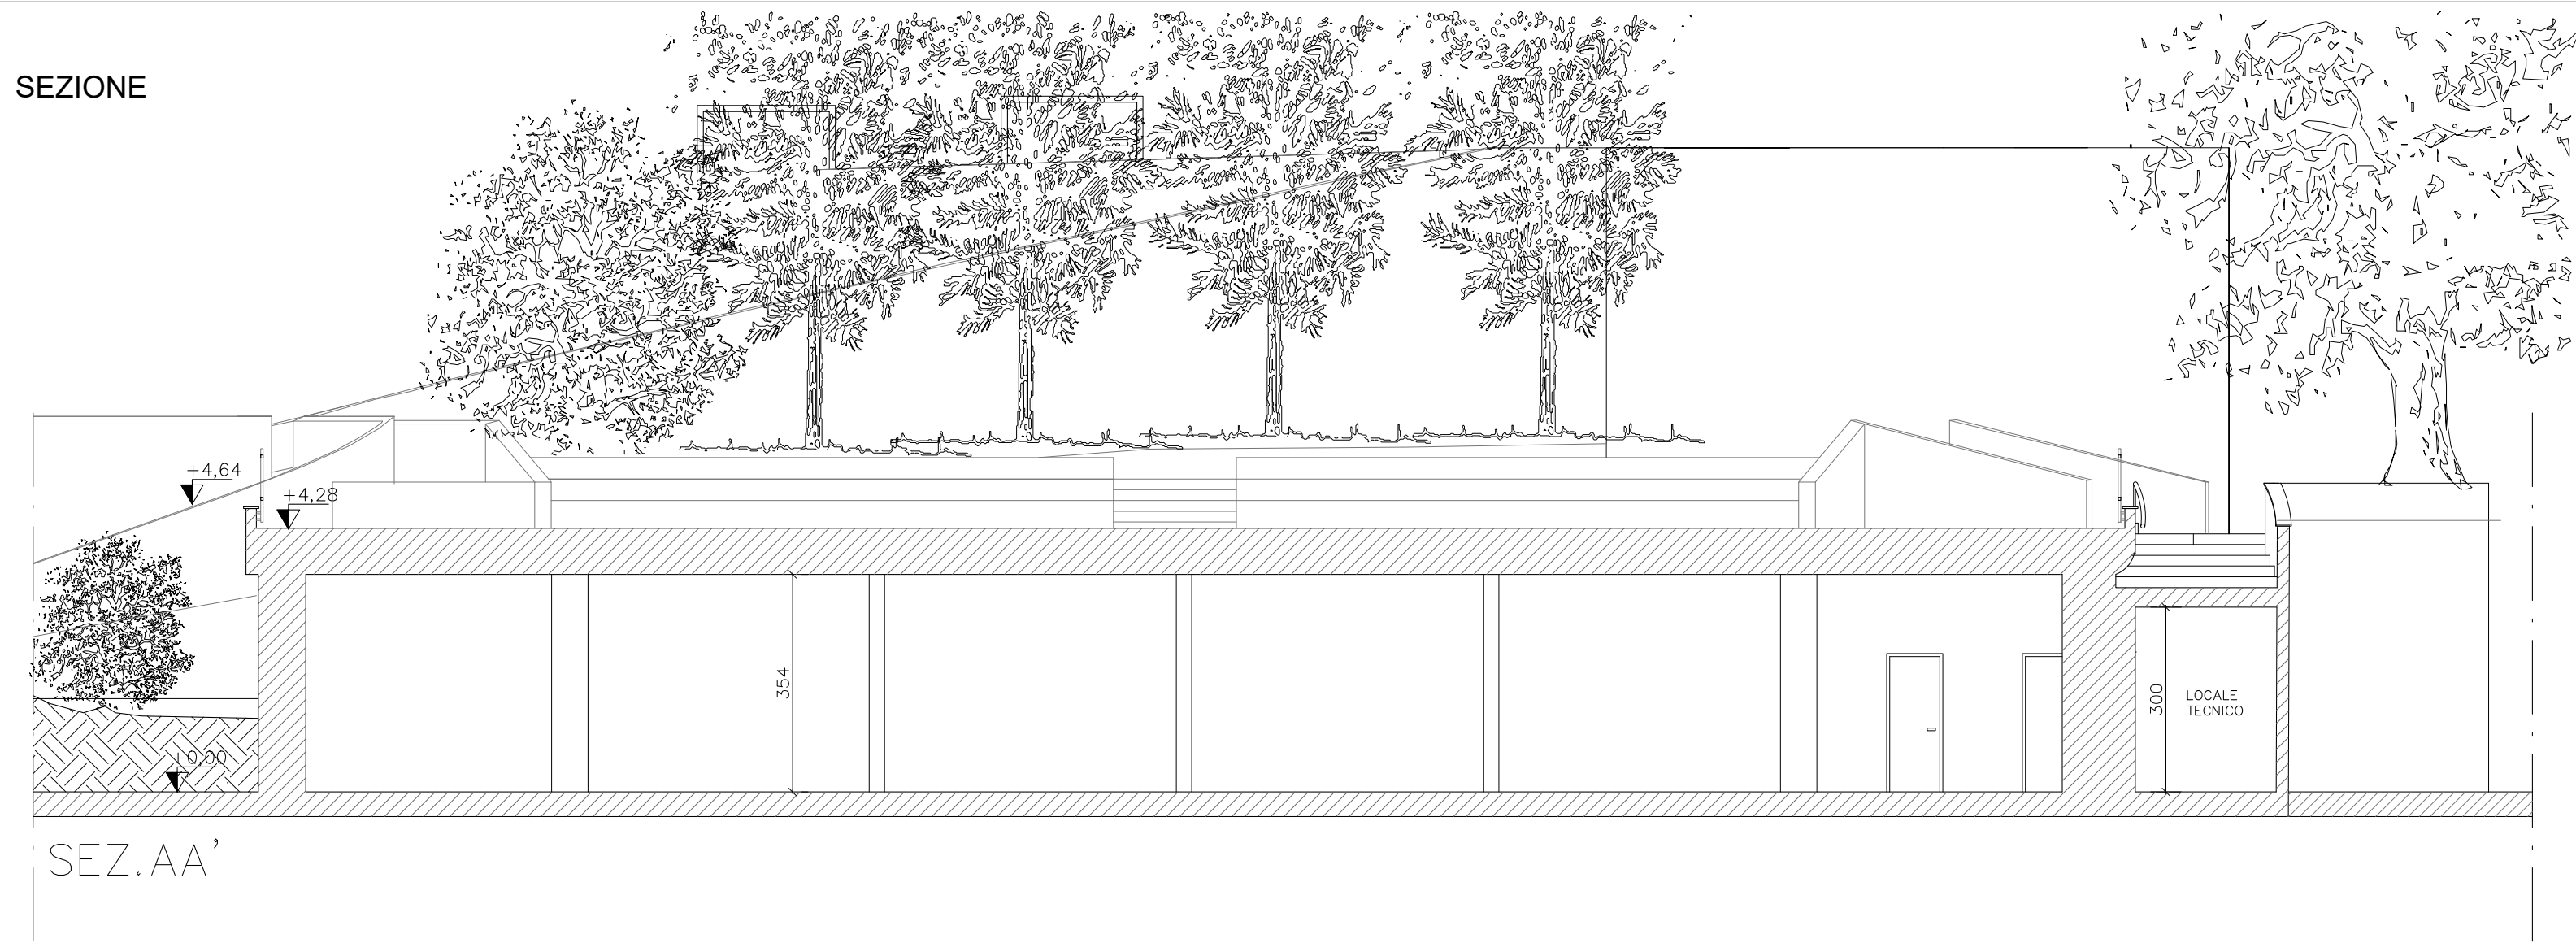 SEZIONE
+4,64
+4,28
354
300
LOCALE
TECNICO
+0,00
SEZ.AA'